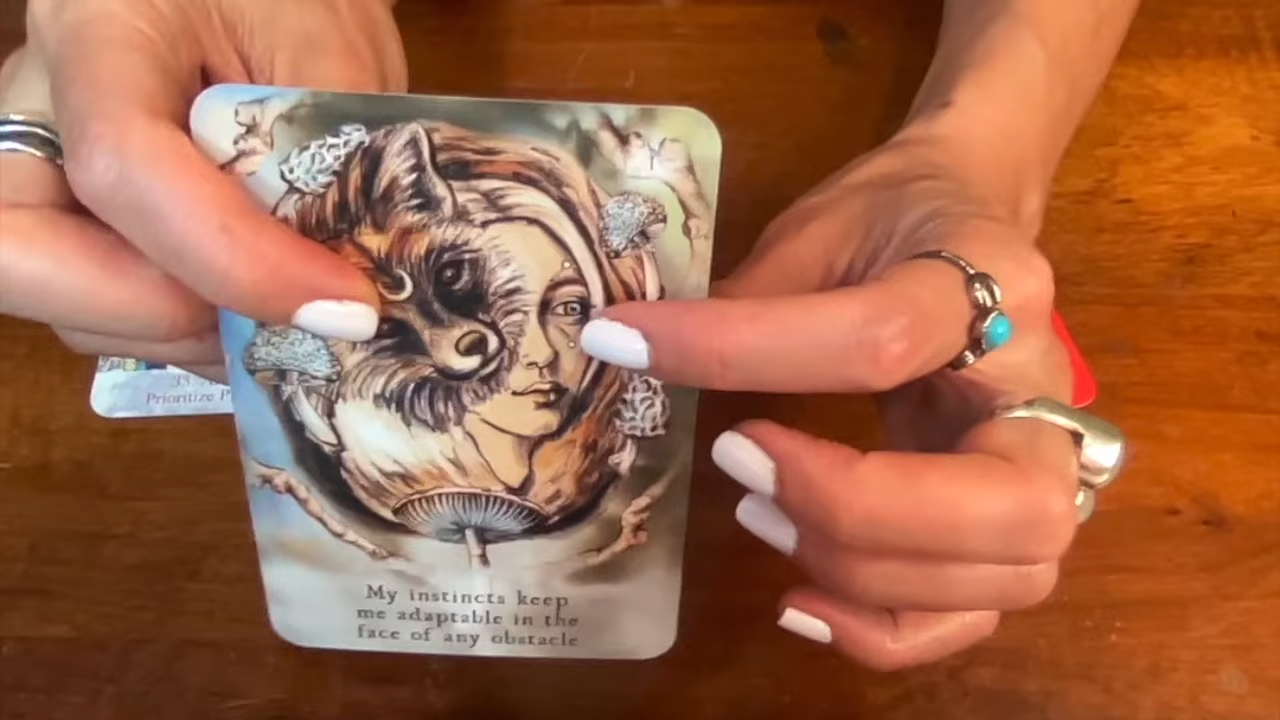 My instincts keep
me adaptable in the
face of any obstacle
33
Prioritize